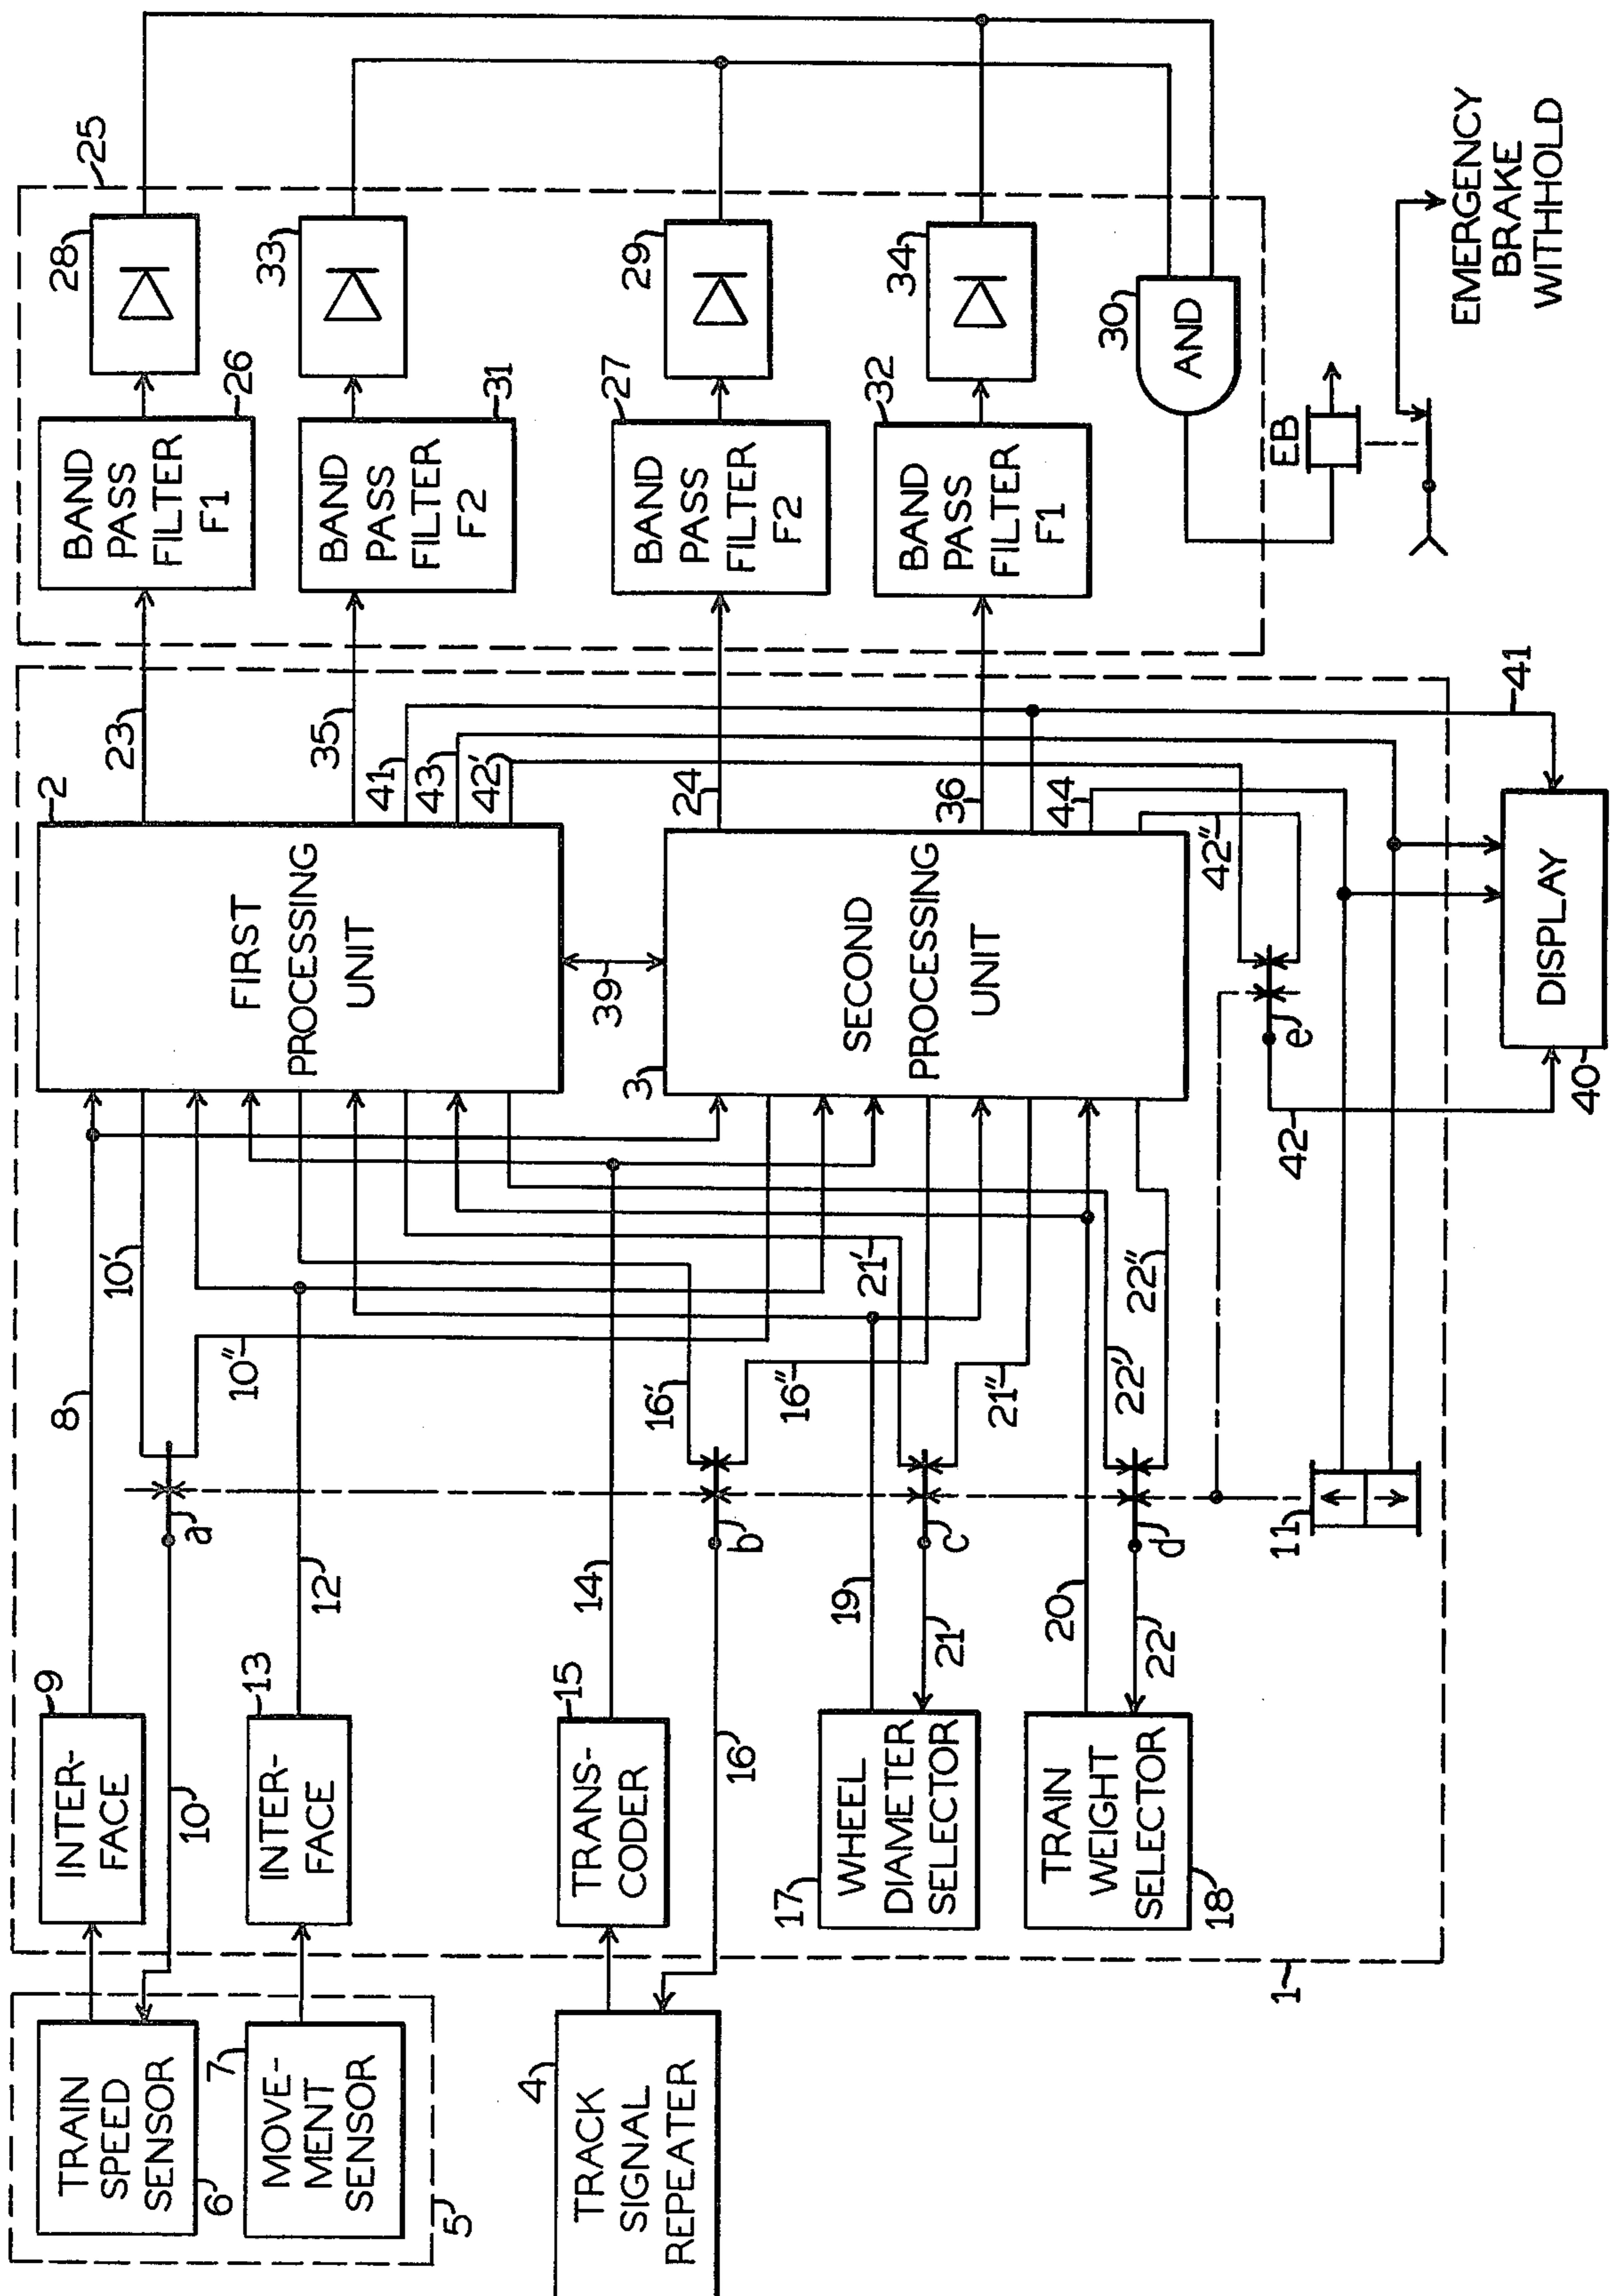 TRAIN
SPEED
SENSOR
6
MOVE-
MENT
SENSOR
7
5
TRACK
SIGNAL
REPEATER
4
1
INTER-
FACE
9
10
INTER-
FACE
13
TRANS-
CODER
15
16
WHEEL
DIAMETER
SELECTOR
17
TRAIN
WEIGHT
SELECTOR
18
8
12
14
19
21
20
22
a
b
c
d
11
10'
10"
16'
16"
21'
21"
22'
22"
FIRST
PROCESSING
UNIT
2
39
SECOND
PROCESSING
UNIT
3
e
42
DISPLAY
40
23
35
41
43
42'
24
36
44
42"
41
BAND
PASS
FILTER
F1
26
BAND
PASS
FILTER
F2
31
BAND
PASS
FILTER
F2
27
BAND
PASS
FILTER
F1
32
28
33
29
34
25
AND
30
EB
EMERGENCY
BRAKE
WITHHOLD